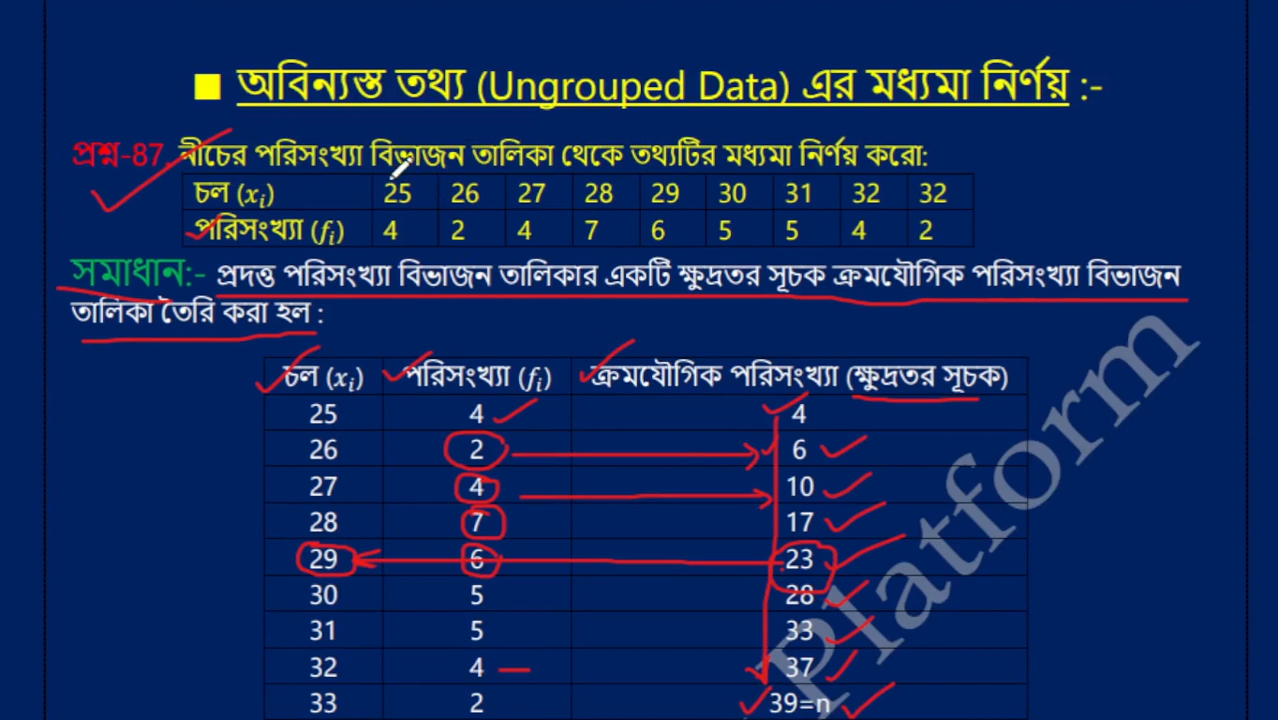 ■ অবিন্যস্ত তথ্য (Ungrouped Data) এর মধ্যমা নির্ণয় :-
প্রশ্ন-87. নীচের পরিসংখ্যা বিভাজন তালিকা থেকে তথ্যটির মধ্যমা নির্ণয় করো:
চল (xᵢ) 25 26 27 28 29 30 31 32 32
পরিসংখ্যা (fᵢ) 4 2 4 7 6 5 5 4 2
সমাধান:- প্রদত্ত পরিসংখ্যা বিভাজন তালিকার একটি ক্ষুদ্রতর সূচক ক্রমযৌগিক পরিসংখ্যা বিভাজন
তালিকা তৈরি করা হল :
চল (xᵢ) পরিসংখ্যা (fᵢ) ক্রমযৌগিক পরিসংখ্যা (ক্ষুদ্রতর সূচক)
25 4 4
26 2 6
27 4 10
28 7 17
29 6 23
30 5 28
31 5 33
32 4 37
33 2 39=n
Platform